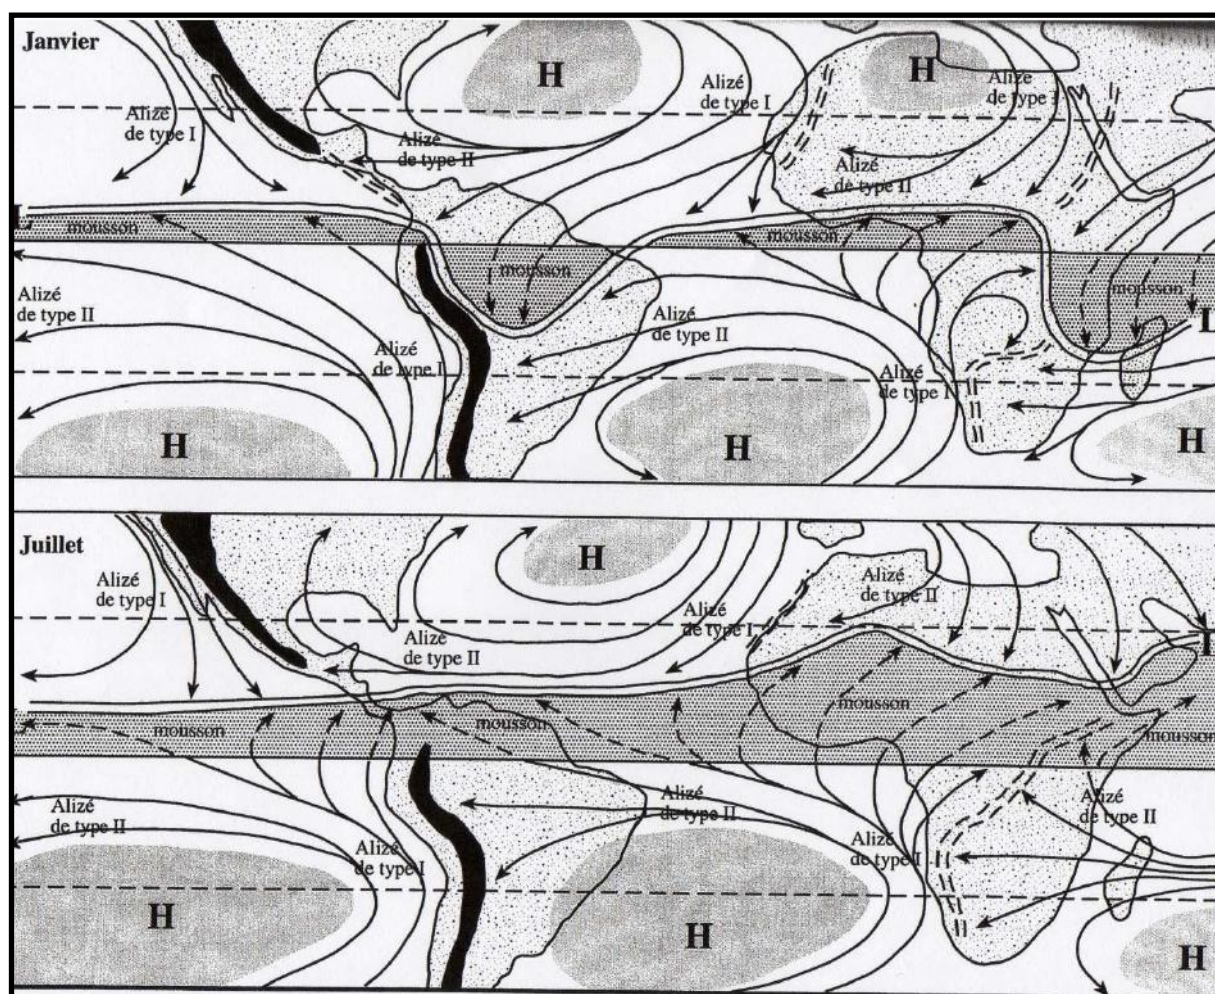 Janvier
H
H
Alizé
de type I
Alizé
de type II
Alizé
de type I
Alizé
de type I
Alizé
de type II
L
mousson
mousson
mousson
mousson
Alizé
de type II
Alizé
de type I
Alizé
de type II
Alizé
de type I
L
H
H
H
Juillet
H
Alizé
de type I
Alizé
de type II
Alizé
de type I
Alizé
de type II
mousson
mousson
mousson
mousson
Alizé
de type II
Alizé
de type I
Alizé
de type I
Alizé
de type II
Alizé
H
H
H